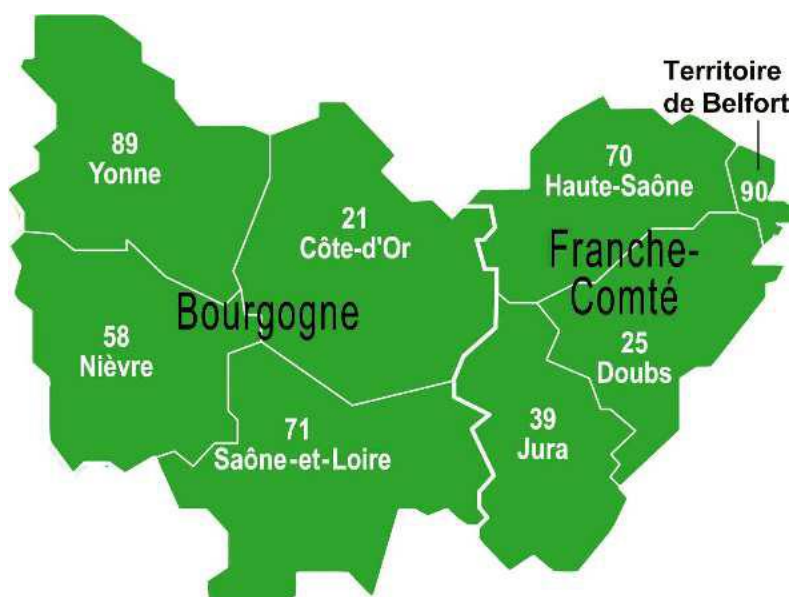 Territoire
de Belfort
89
Yonne
70
Haute-Saône
90
21
Côte-d'Or
Franche-
Comté
Bourgogne
58
Nièvre
25
Doubs
39
Jura
71
Saône-et-Loire